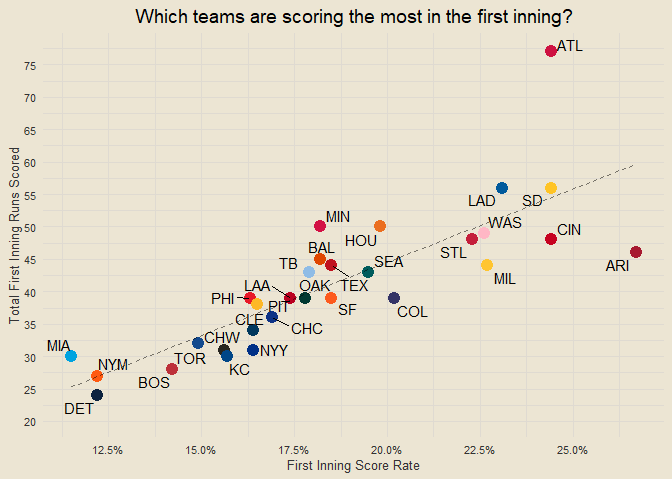 Which teams are scoring the most in the first inning?
75
70
65
60
55
50
45
40
35
30
25
20
Total First Inning Runs Scored
ATL
LAD
SD
WAS
MIN
HOU
STL
CIN
BAL
TB
SEA
ARI
MIL
LAA
OAK
TEX
PHI
PIT
SF
COL
CLE
CHC
MIA
CHW
NYY
TOR
KC
NYM
BOS
DET
12.5%
15.0%
17.5%
20.0%
22.5%
25.0%
First Inning Score Rate